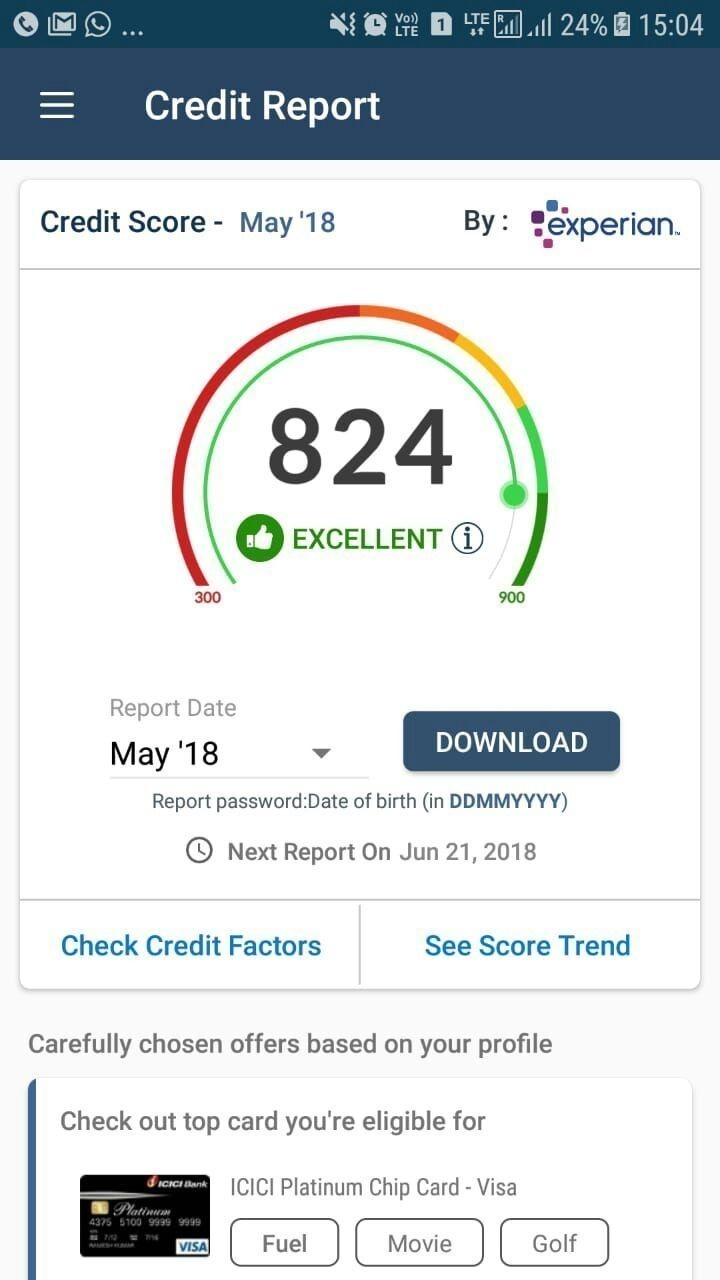 ... Vo)) LTE 1 LTE R 24% 15:04
Credit Report
Credit Score - May '18 By : experian™
824
EXCELLENT i
300 900
Report Date
May '18
DOWNLOAD
Report password:Date of birth (in DDMMYYYY)
Next Report On Jun 21, 2018
Check Credit Factors See Score Trend
Carefully chosen offers based on your profile
Check out top card you're eligible for
ICICI Bank
Platinum
4375 5100 9999 9999
7/12 7/16
VISA
ICICI Platinum Chip Card - Visa
Fuel Movie Golf